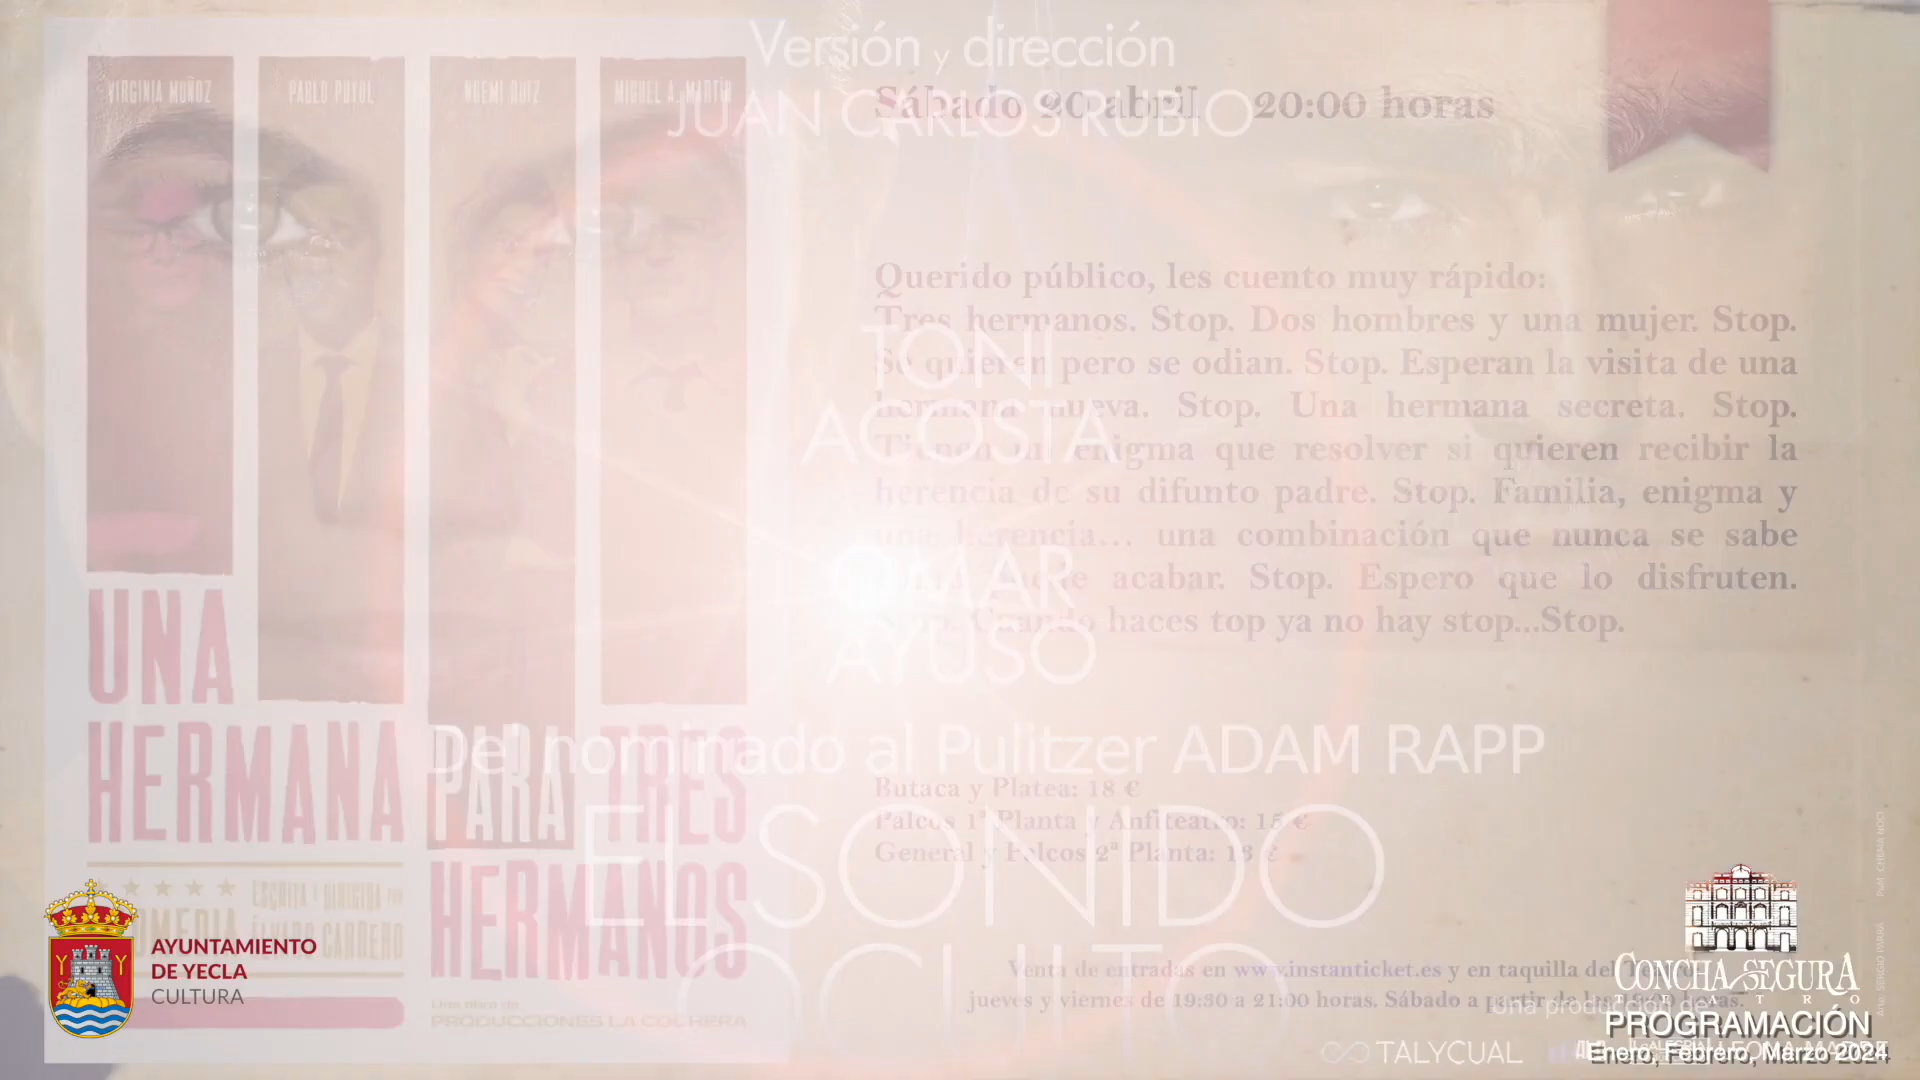 VIRGINIA MUÑOZ
PABLO PUYOL
NOEMI RUIZ
MIGUEL A. MARTÍN
UNA
HERMANA
PARA TRES
HERMANOS
COMEDIA
ESCRITA Y DIRIGIDA POR
ÁLVARO CARRERO
Una obra de
PRODUCCIONES LA COCHERA
Versión y dirección
JUAN CARLOS RUBIO
Sábado 20 abril 20:00 horas
Querido público, les cuento muy rápido:
Tres hermanos. Stop. Dos hombres y una mujer. Stop.
Se quieren pero se odian. Stop. Esperan la visita de una
hermana nueva. Stop. Una hermana secreta. Stop.
Tienen un enigma que resolver si quieren recibir la
herencia de su difunto padre. Stop. Familia, enigma y
una herencia... una combinación que nunca se sabe
acabar. Stop. Espero que lo disfruten.
Stop. Cuando haces top ya no hay stop...Stop.
TONI
ACOSTA
OMAR
AYUSO
Del nominado al Pulitzer ADAM RAPP
EL SONIDO
OCULTO
Butaca y Platea: 18 €
Palcos 1ª Planta y Anfiteatro: 15 €
General y Palcos 2ª Planta: 13 €
Venta de entradas en www.instanticket.es y en taquilla del Teatro
jueves y viernes de 19:30 a 21:00 horas. Sábado a partir de las 19:00 horas.
una producción de
TALYCUAL
LAALEGRÍA
LEONA MADRE
AYUNTAMIENTO
DE YECLA
CULTURA
CONCHA SEGURA
TEATRO
PROGRAMACIÓN
Enero, Febrero, Marzo 2024